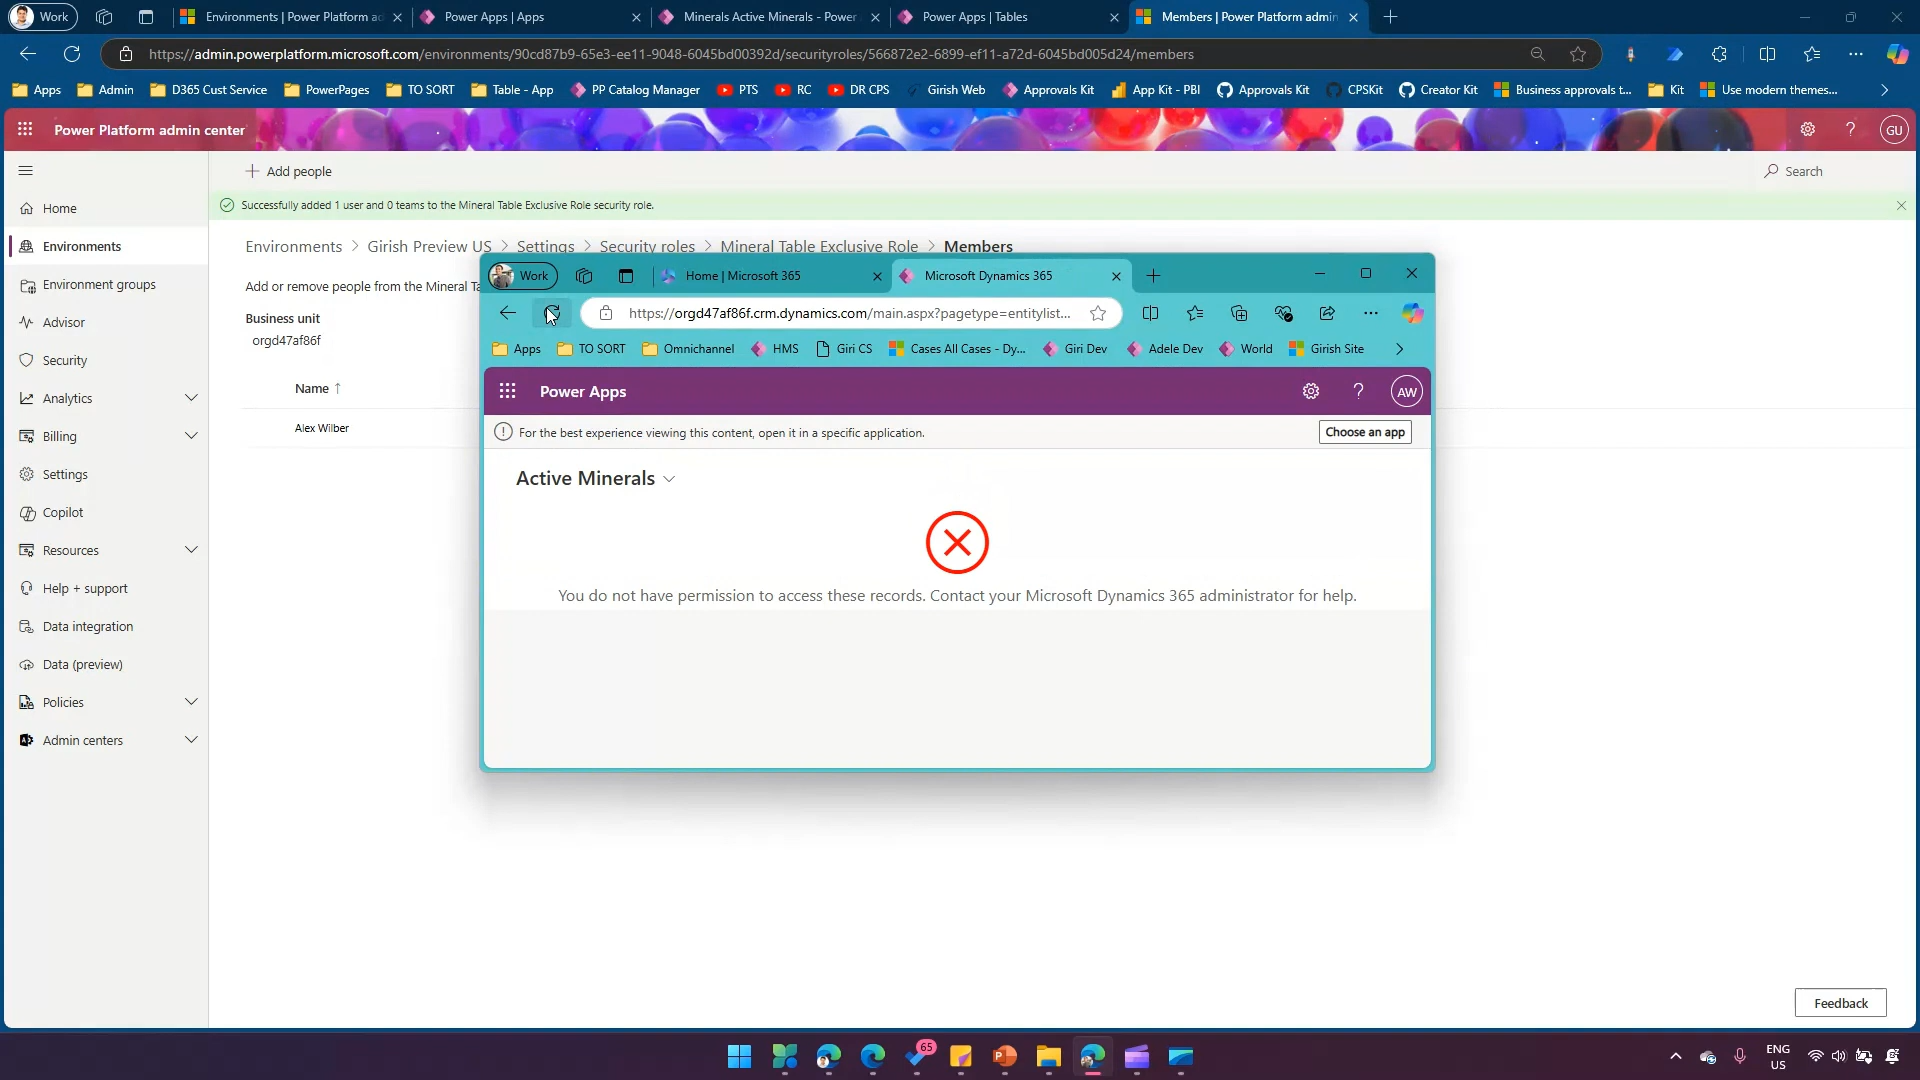 Work
Environments | Power Platform ad
Power Apps | Apps
Minerals Active Minerals - Power
Power Apps | Tables
Members | Power Platform admin
https://admin.powerplatform.microsoft.com/environments/90cd87b9-65e3-ee11-9048-6045bd00392d/securityroles/566872e2-6899-ef11-a72d-6045bd005d24/members
Apps
Admin
D365 Cust Service
PowerPages
TO SORT
Table - App
PP Catalog Manager
PTS
RC
DR CPS
Girish Web
Approvals Kit
App Kit - PBI
Approvals Kit
CPSKit
Creator Kit
Business approvals t...
Kit
Use modern themes...
Power Platform admin center
?
GU
Add people
Search
Successfully added 1 user and 0 teams to the Mineral Table Exclusive Role security role.
Home
Environments
Environment groups
Advisor
Security
Analytics
Billing
Settings
Copilot
Resources
Help + support
Data integration
Data (preview)
Policies
Admin centers
Environments > Girish Preview US > Settings > Security roles > Mineral Table Exclusive Role > Members
Add or remove people from the Mineral Ta
Business unit
orgd47af86f
Name ↑
Alex Wilber
Work
Home | Microsoft 365
Microsoft Dynamics 365
https://orgd47af86f.crm.dynamics.com/main.aspx?pagetype=entitylist...
Apps
TO SORT
Omnichannel
HMS
Giri CS
Cases All Cases - Dy...
Giri Dev
Adele Dev
World
Girish Site
Power Apps
?
AW
For the best experience viewing this content, open it in a specific application.
Choose an app
Active Minerals
You do not have permission to access these records. Contact your Microsoft Dynamics 365 administrator for help.
Feedback
65
ENG
US